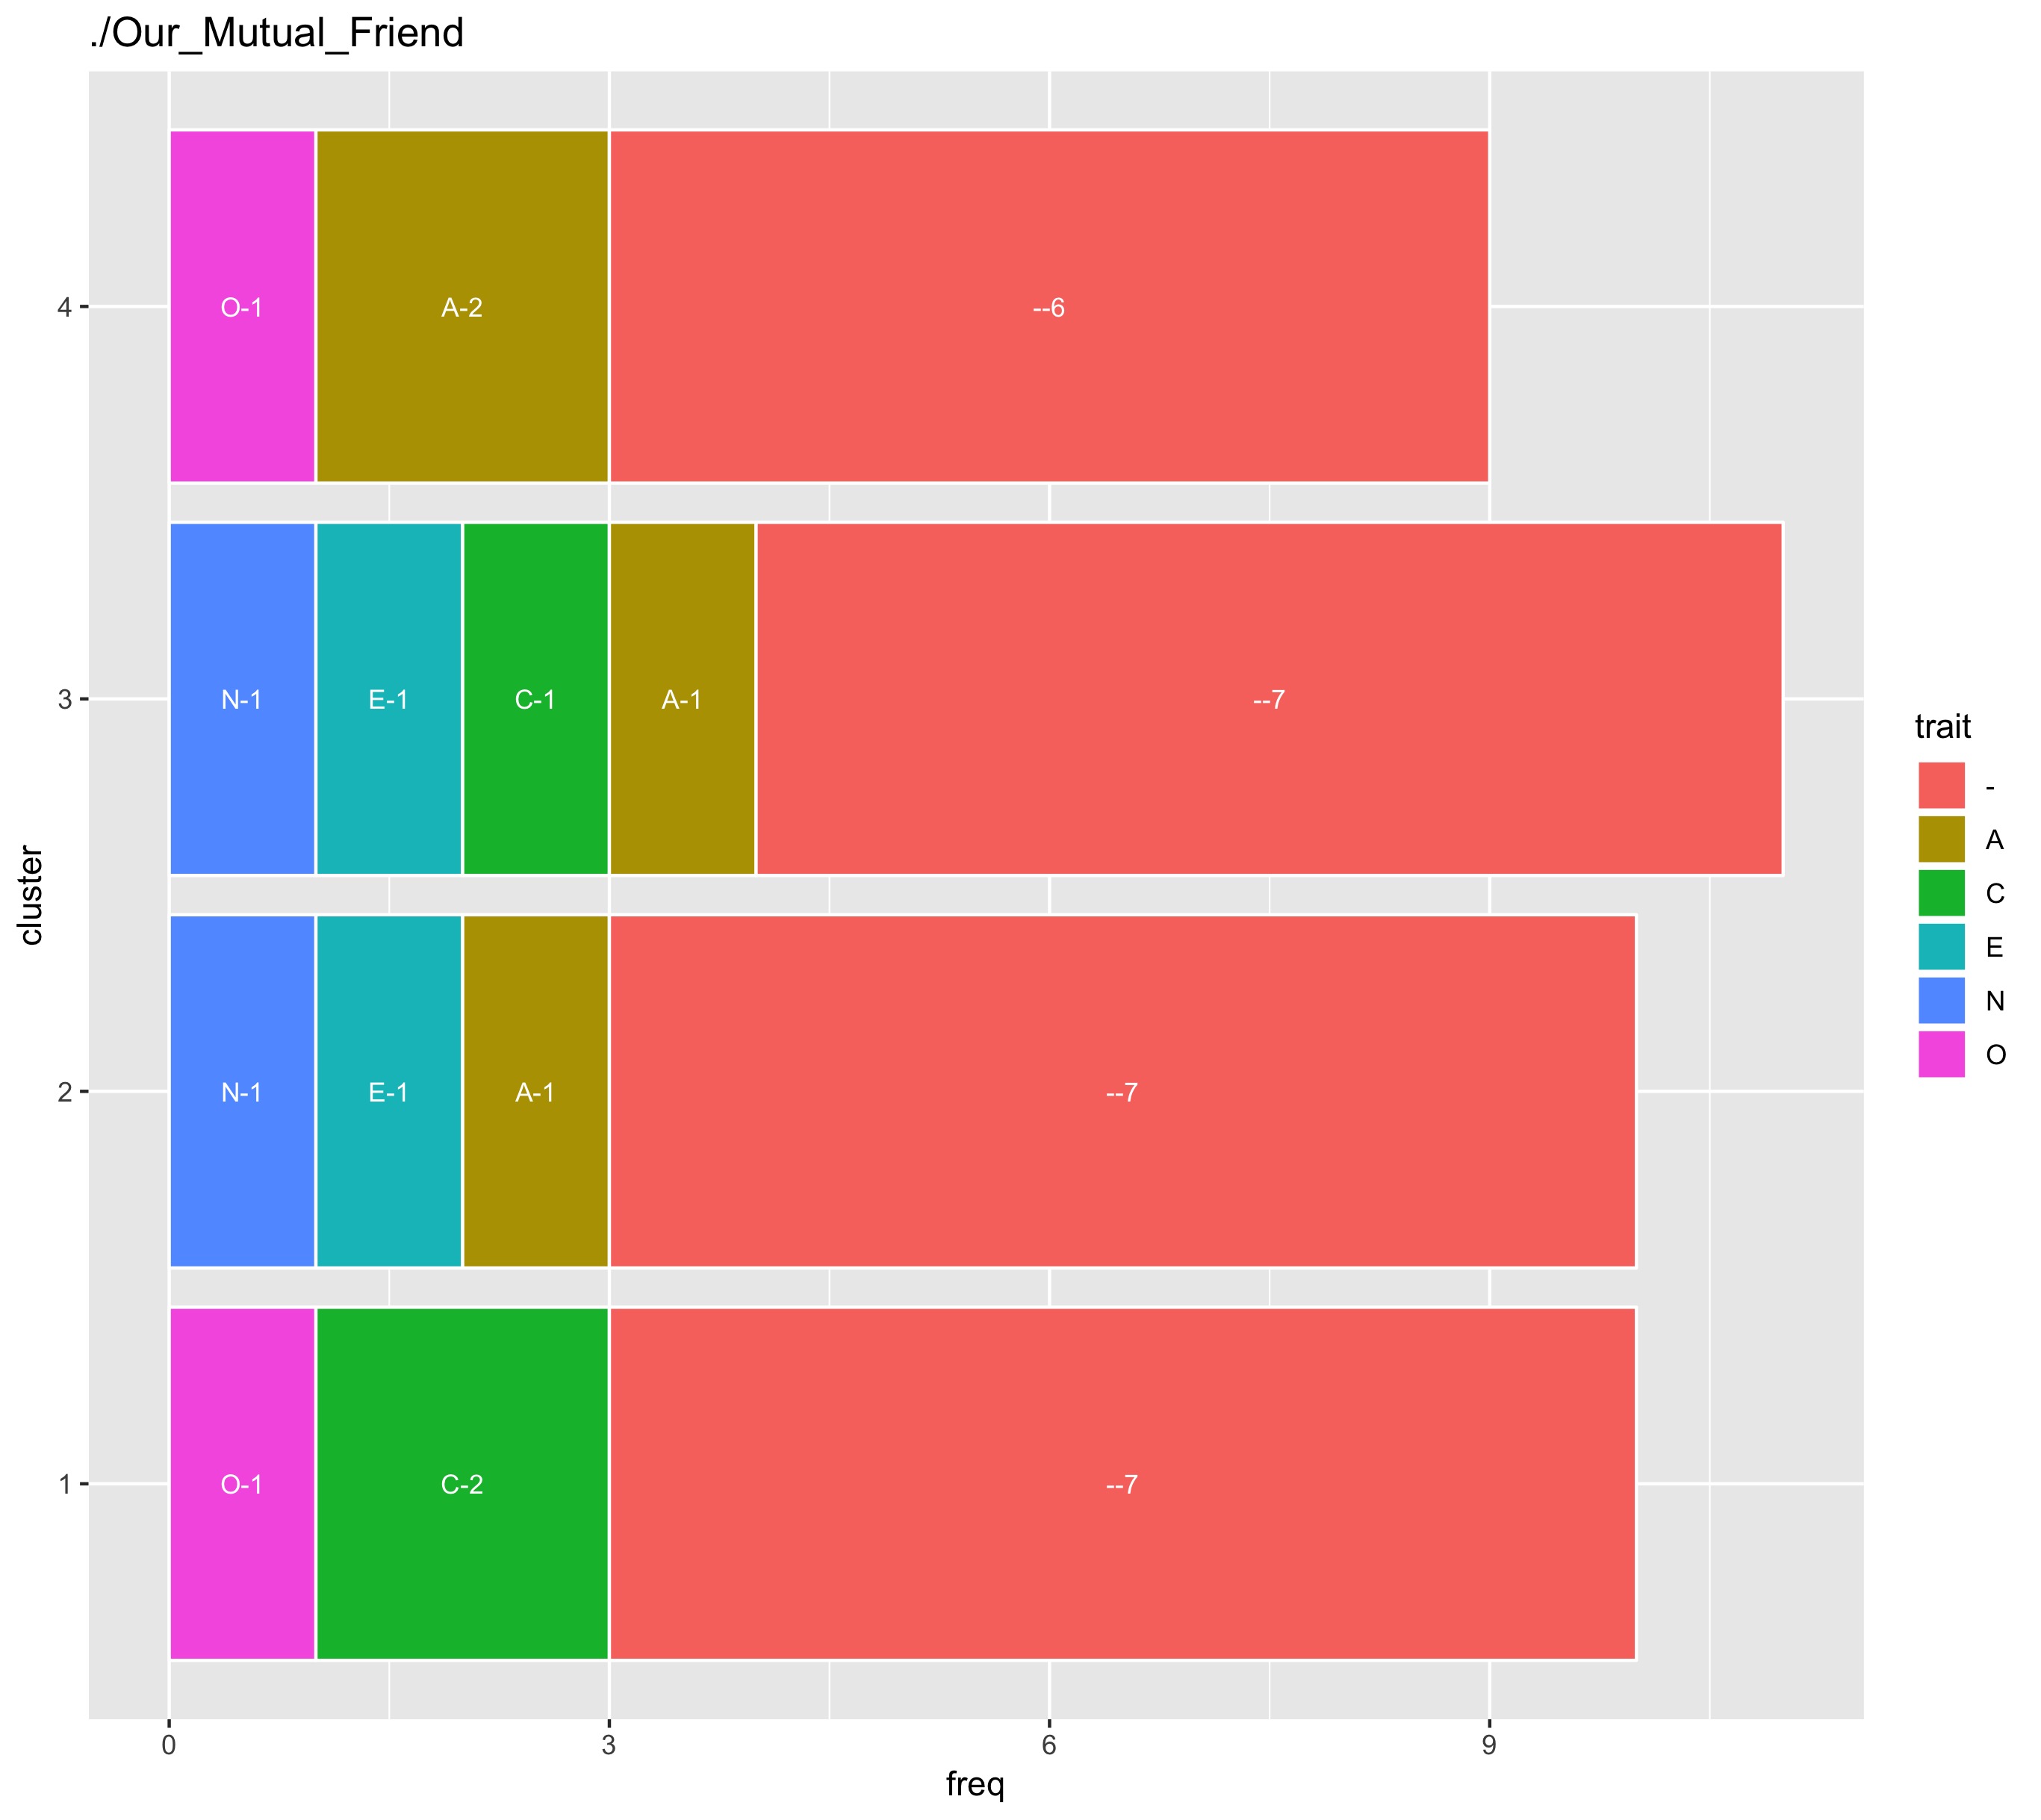 ./Our_Mutual_Friend
4
O-1
A-2
--6
3
N-1
E-1
C-1
A-1
--7
2
N-1
E-1
A-1
--7
1
O-1
C-2
--7
0
3
6
9
freq
cluster
trait
-
A
C
E
N
O